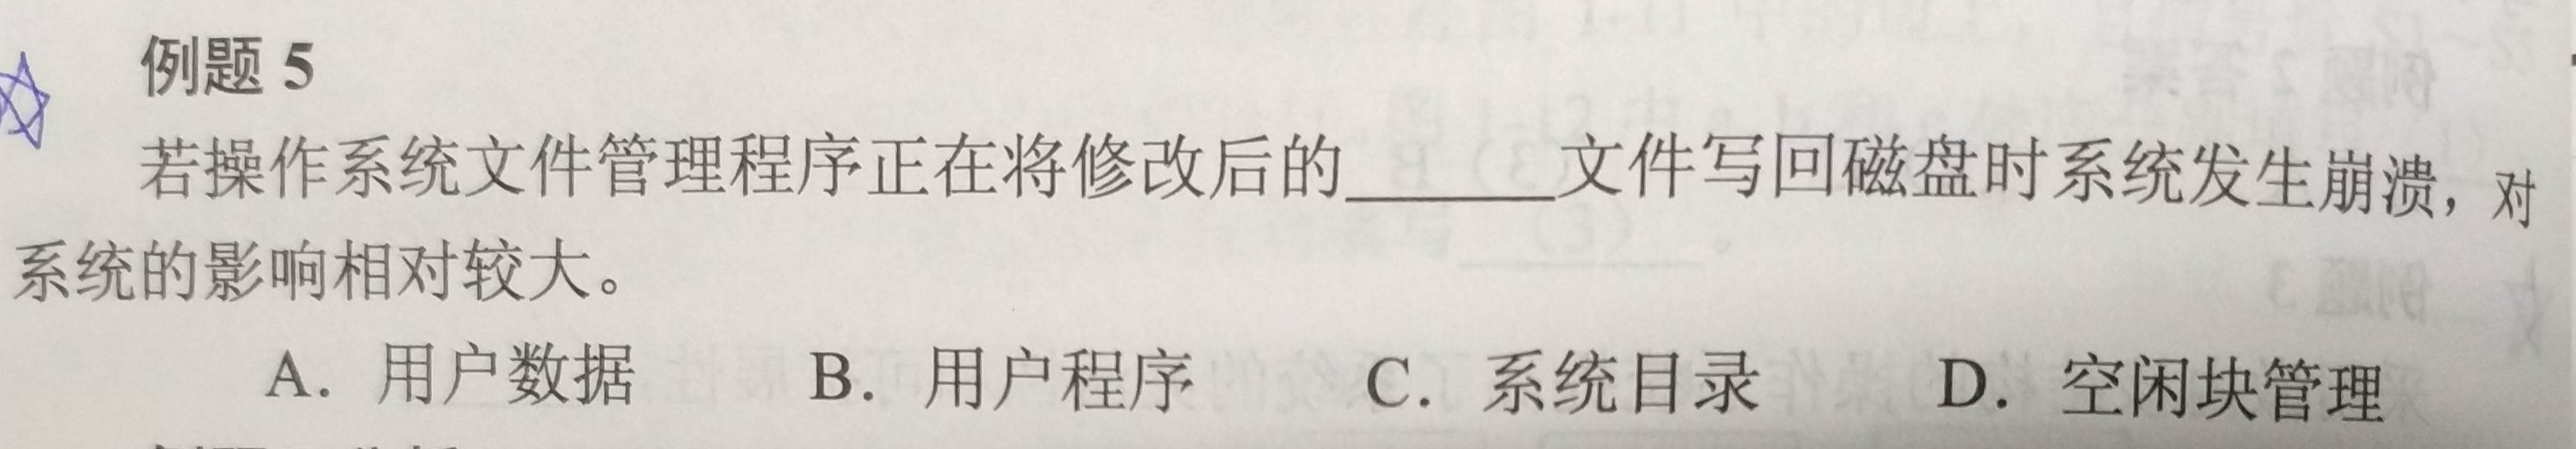 例题 5
若操作系统文件管理程序正在将修改后的______文件写回磁盘时系统发生崩溃，对
系统的影响相对较大。
A．用户数据 B．用户程序 C．系统目录 D．空闲块管理